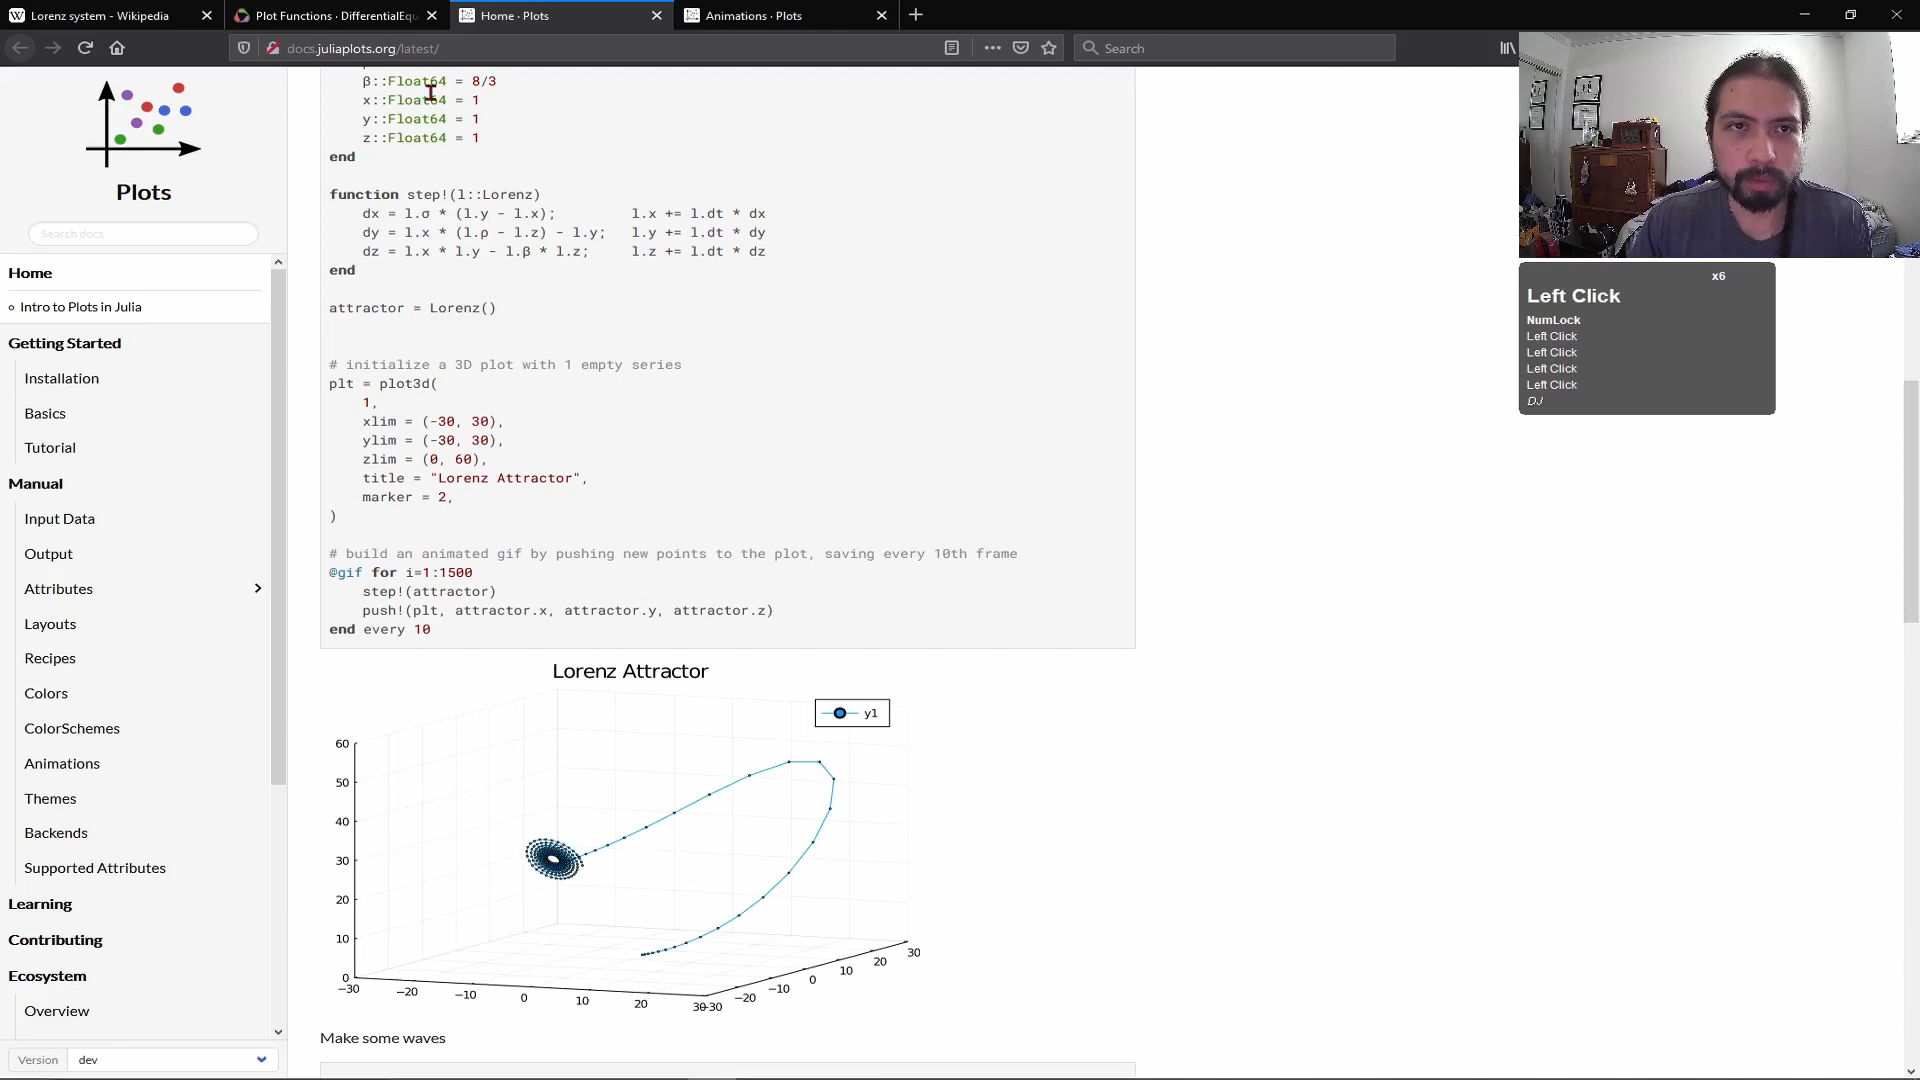 Lorenz system - Wikipedia
Plot Functions · DifferentialEqu
Home · Plots
Animations · Plots
docs.juliaplots.org/latest/
Search
Plots
Search docs
Home
Intro to Plots in Julia
Getting Started
Installation
Basics
Tutorial
Manual
Input Data
Output
Attributes
Layouts
Recipes
Colors
ColorSchemes
Animations
Themes
Backends
Supported Attributes
Learning
Contributing
Ecosystem
Overview
Version dev
β::Float64 = 8/3
x::Float64 = 1
y::Float64 = 1
z::Float64 = 1
end
function step!(l::Lorenz)
dx = l.σ * (l.y - l.x); l.x += l.dt * dx
dy = l.x * (l.ρ - l.z) - l.y; l.y += l.dt * dy
dz = l.x * l.y - l.β * l.z; l.z += l.dt * dz
end
attractor = Lorenz()
# initialize a 3D plot with 1 empty series
plt = plot3d(
1,
xlim = (-30, 30),
ylim = (-30, 30),
zlim = (0, 60),
title = "Lorenz Attractor",
marker = 2,
)
# build an animated gif by pushing new points to the plot, saving every 10th frame
@gif for i=1:1500
step!(attractor)
push!(plt, attractor.x, attractor.y, attractor.z)
end every 10
Lorenz Attractor
y1
60
50
40
30
20
10
0
−30 −20 −10 0 10 20 30
−30 −20 −10 0 10 20 30
Make some waves
x6
Left Click
NumLock
Left Click
Left Click
Left Click
Left Click
DJ